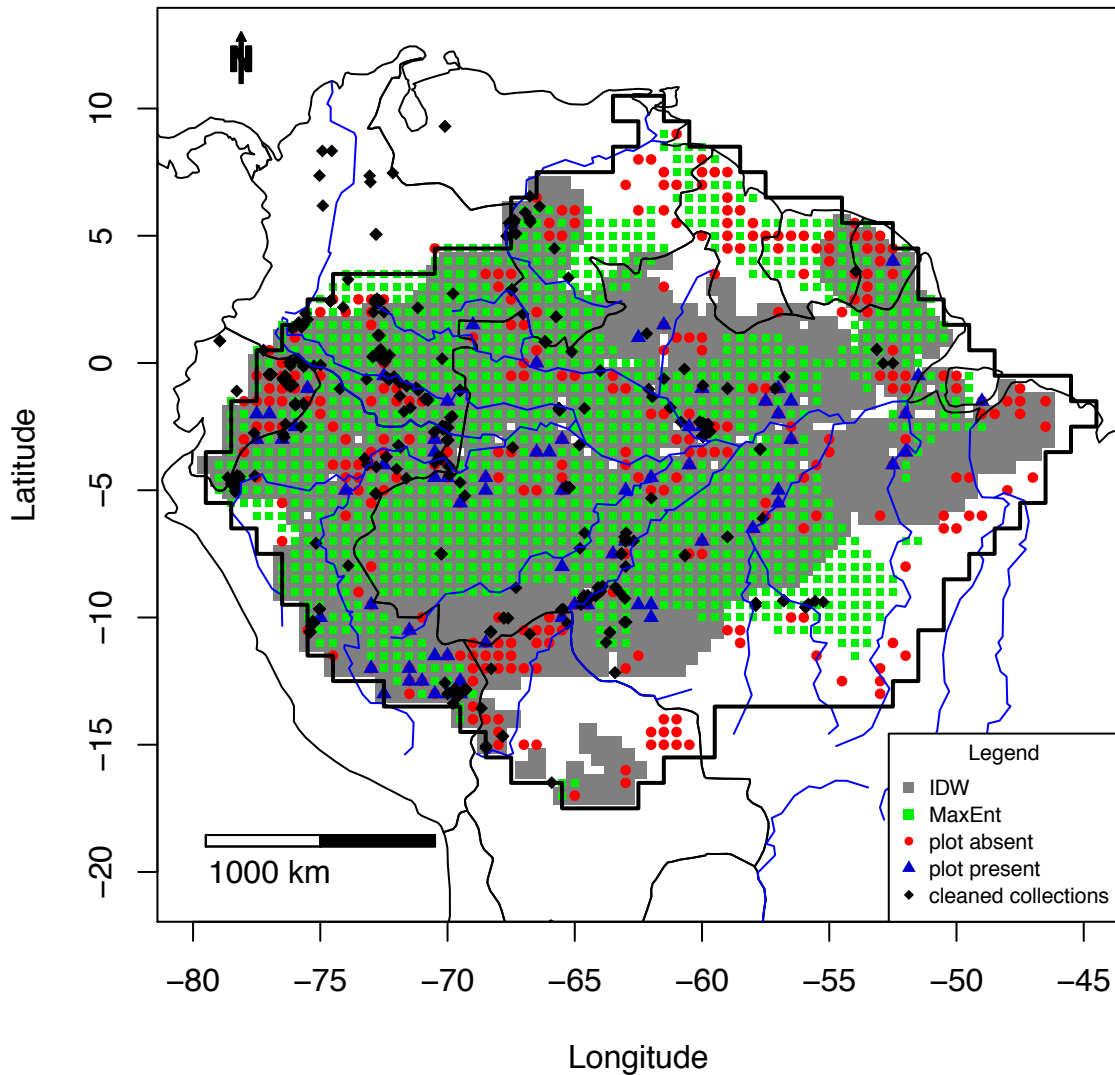 N
Latitude
10
5
0
−5
−10
−15
−20
1000 km
Legend
IDW
MaxEnt
plot absent
plot present
cleaned collections
−80 −75 −70 −65 −60 −55 −50 −45
Longitude